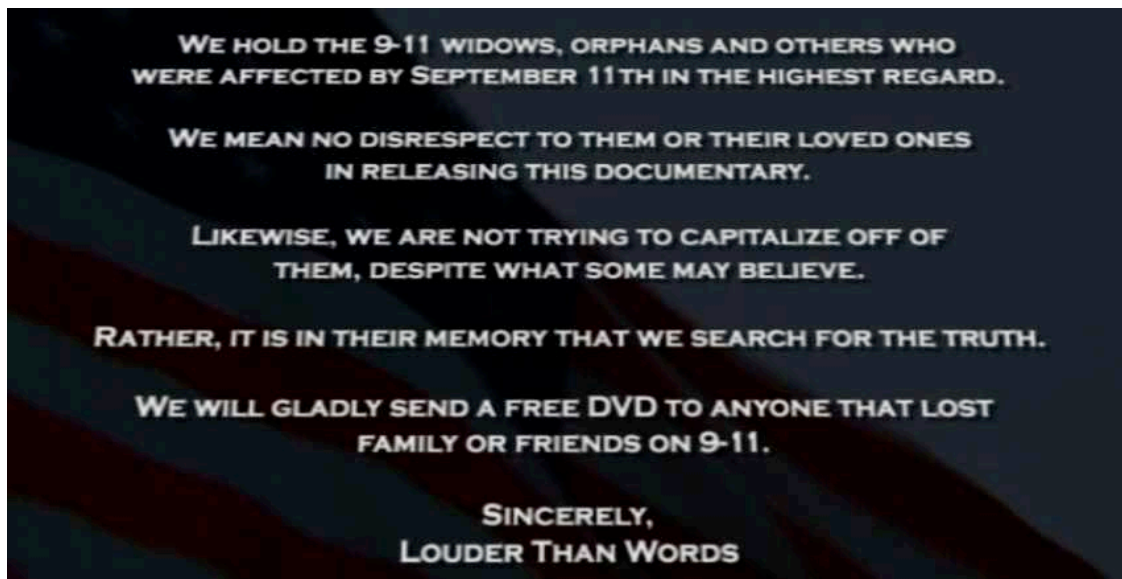 We hold the 9-11 widows, orphans and others who
were affected by September 11th in the highest regard.
We mean no disrespect to them or their loved ones
in releasing this documentary.
Likewise, we are not trying to capitalize off of
them, despite what some may believe.
Rather, it is in their memory that we search for the truth.
We will gladly send a free DVD to anyone that lost
family or friends on 9-11.
Sincerely,
Louder Than Words